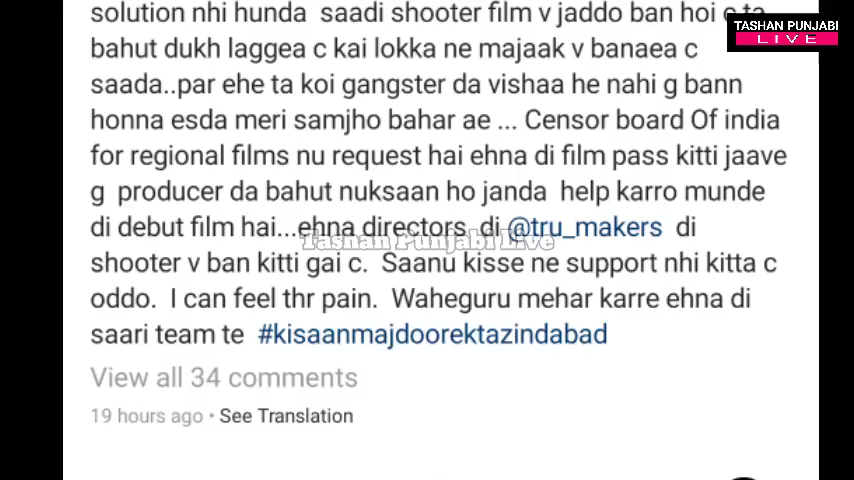 solution nhi hunda saadi shooter film v jaddo ban hoi c ta
TASHAN PUNJABI
LIVE
bahut dukh laggea c kai lokka ne majaak v banaea c
saada..par ehe ta koi gangster da vishaa he nahi g bann
honna esda meri samjho bahar ae ... Censor board Of india
for regional films nu request hai ehna di film pass kitti jaave
g producer da bahut nuksaan ho janda help karro munde
di debut film hai...ehna directors di @tru_makers di
Tashan Punjabi Live
shooter v ban kitti gai c. Saanu kisse ne support nhi kitta c
oddo. I can feel thr pain. Waheguru mehar karre ehna di
saari team te #kisaanmajdoorektazindabad
View all 34 comments
19 hours ago • See Translation